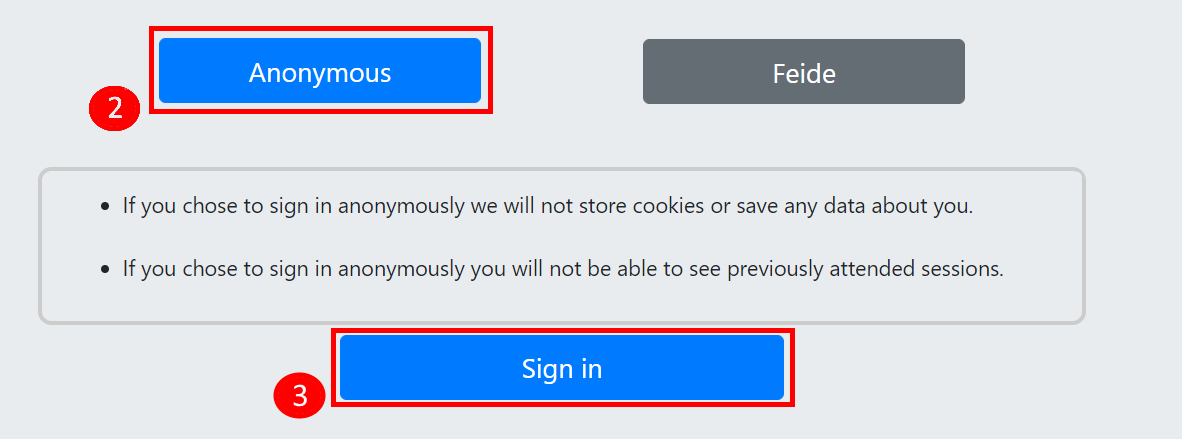 Anonymous
Feide
2
If you chose to sign in anonymously we will not store cookies or save any data about you.
If you chose to sign in anonymously you will not be able to see previously attended sessions.
Sign in
3